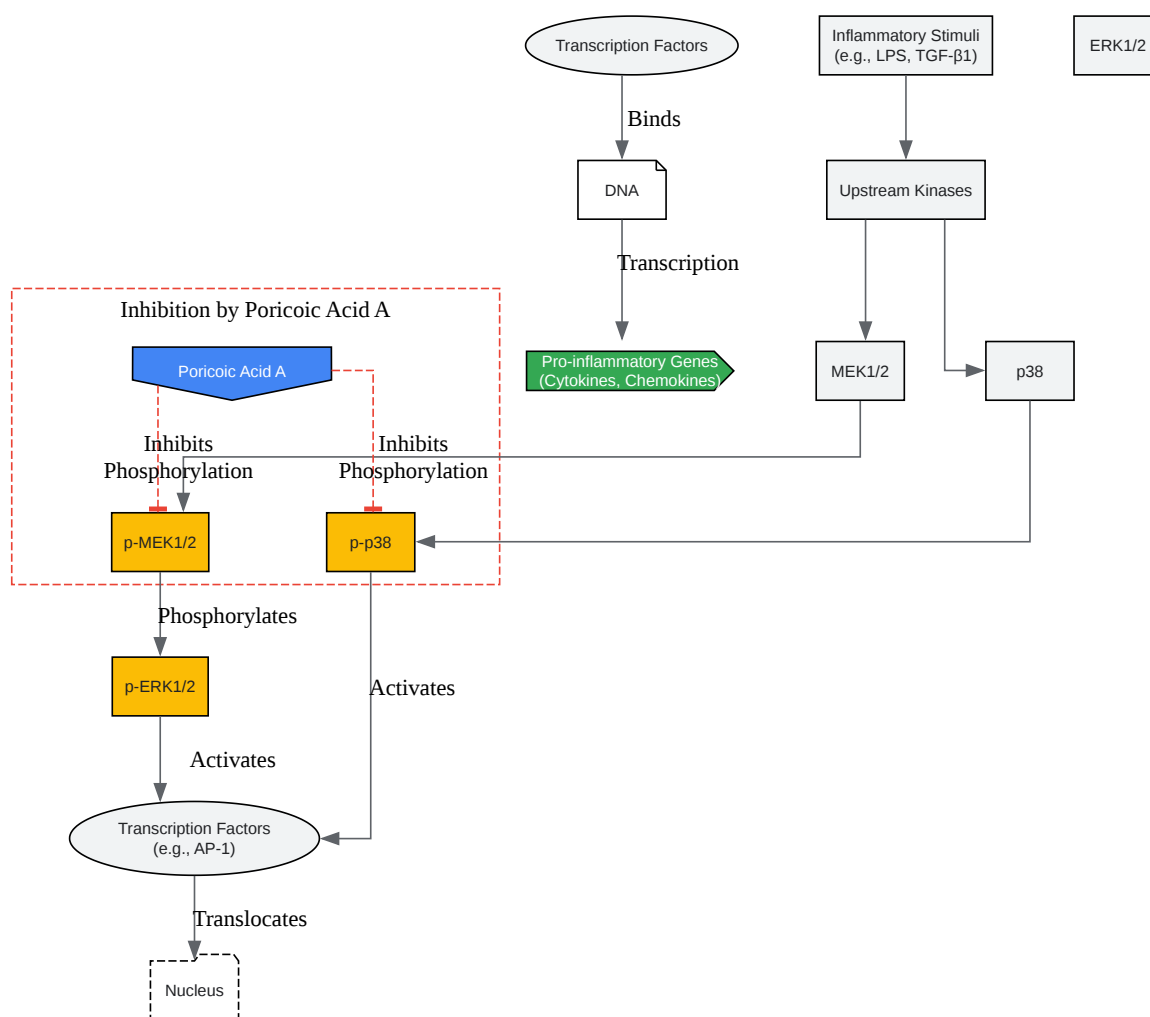 Transcription Factors
Inflammatory Stimuli
(e.g., LPS, TGF-β1)
ERK1/2
Binds
DNA
Upstream Kinases
Transcription
Inhibition by Poricoic Acid A
Poricoic Acid A
Pro-inflammatory Genes
(Cytokines, Chemokines)
MEK1/2
p38
Inhibits
Phosphorylation
Inhibits
Phosphorylation
p-MEK1/2
p-p38
Phosphorylates
p-ERK1/2
Activates
Activates
Transcription Factors
(e.g., AP-1)
Translocates
Nucleus